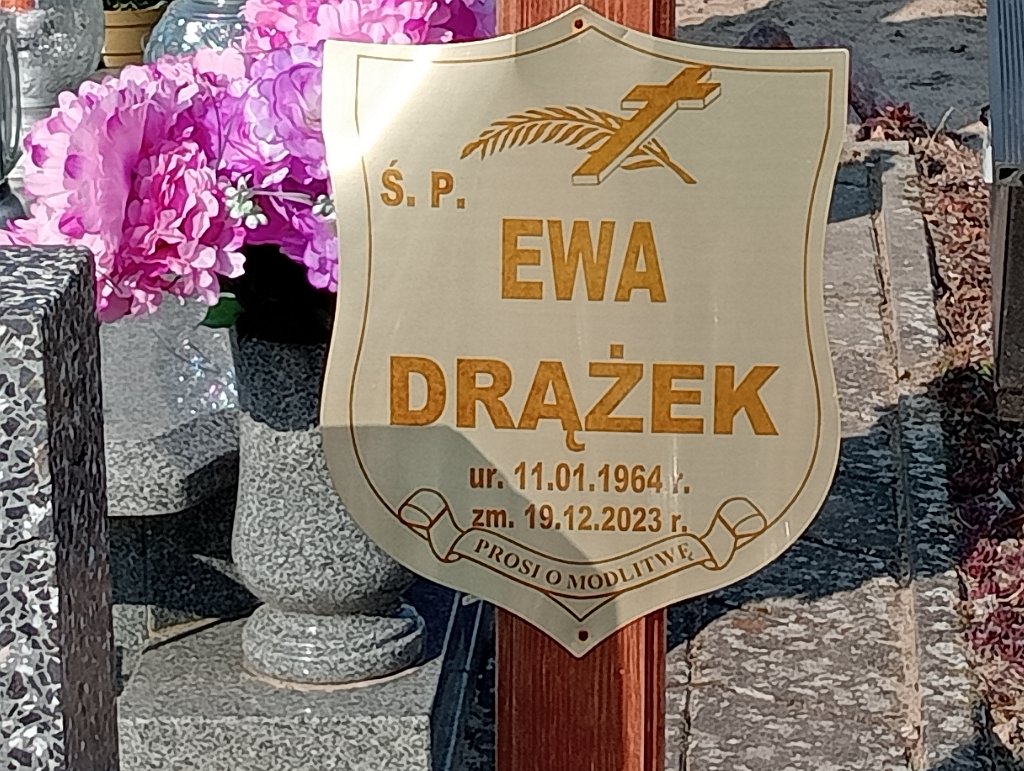 Ś. P.
EWA
DRĄŻEK
ur. 11.01.1964 r.
zm. 19.12.2023 r.
PROSI O MODLITWĘ